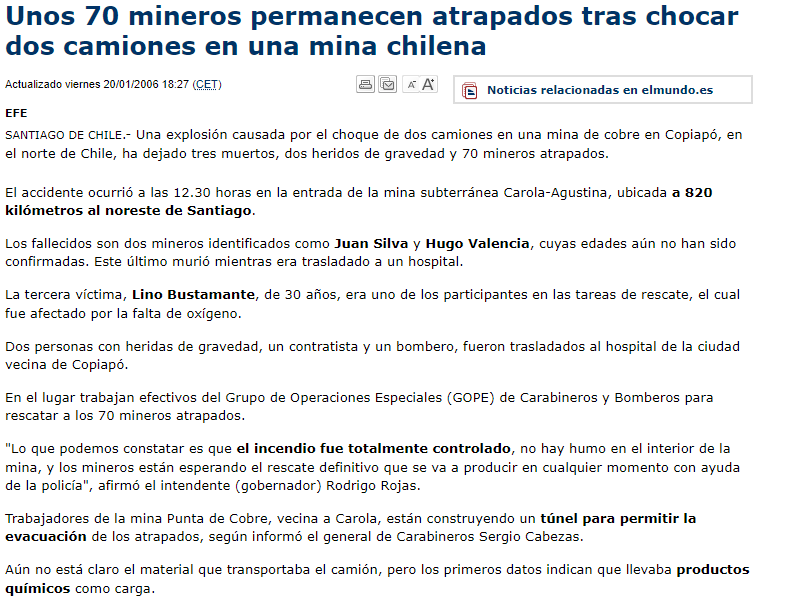 Unos 70 mineros permanecen atrapados tras chocar
dos camiones en una mina chilena
Actualizado viernes 20/01/2006 18:27 (CET)
A- A+
Noticias relacionadas en elmundo.es
EFE
SANTIAGO DE CHILE.- Una explosión causada por el choque de dos camiones en una mina de cobre en Copiapó, en
el norte de Chile, ha dejado tres muertos, dos heridos de gravedad y 70 mineros atrapados.
El accidente ocurrió a las 12.30 horas en la entrada de la mina subterránea Carola-Agustina, ubicada a 820
kilómetros al noreste de Santiago.
Los fallecidos son dos mineros identificados como Juan Silva y Hugo Valencia, cuyas edades aún no han sido
confirmadas. Este último murió mientras era trasladado a un hospital.
La tercera víctima, Lino Bustamante, de 30 años, era uno de los participantes en las tareas de rescate, el cual
fue afectado por la falta de oxígeno.
Dos personas con heridas de gravedad, un contratista y un bombero, fueron trasladados al hospital de la ciudad
vecina de Copiapó.
En el lugar trabajan efectivos del Grupo de Operaciones Especiales (GOPE) de Carabineros y Bomberos para
rescatar a los 70 mineros atrapados.
"Lo que podemos constatar es que el incendio fue totalmente controlado, no hay humo en el interior de la
mina, y los mineros están esperando el rescate definitivo que se va a producir en cualquier momento con ayuda
de la policía", afirmó el intendente (gobernador) Rodrigo Rojas.
Trabajadores de la mina Punta de Cobre, vecina a Carola, están construyendo un túnel para permitir la
evacuación de los atrapados, según informó el general de Carabineros Sergio Cabezas.
Aún no está claro el material que transportaba el camión, pero los primeros datos indican que llevaba productos
químicos como carga.